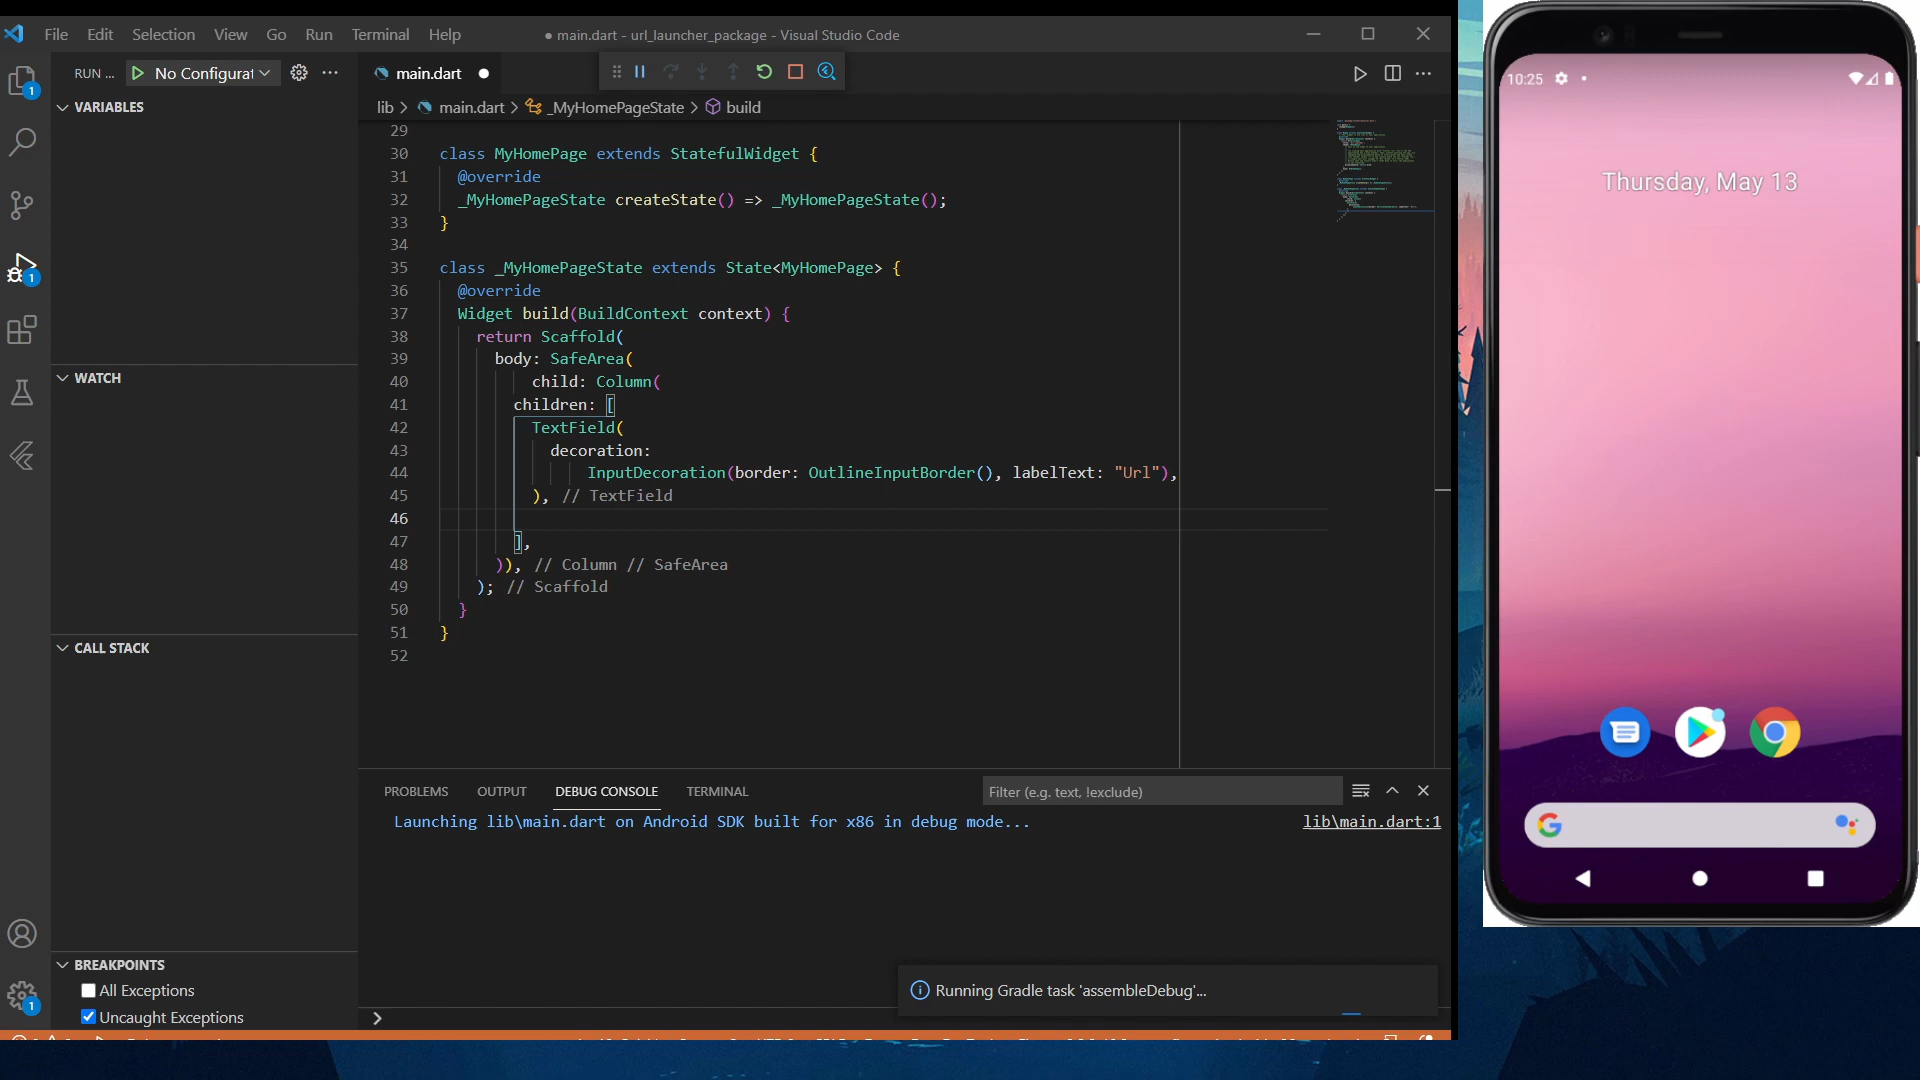 File Edit Selection View Go Run Terminal Help
● main.dart - url_launcher_package - Visual Studio Code
RUN ... No Configurat
main.dart
lib > main.dart > _MyHomePageState > build
VARIABLES
WATCH
CALL STACK
BREAKPOINTS
All Exceptions
Uncaught Exceptions
1
1
1
29
30 class MyHomePage extends StatefulWidget {
31 @override
32 _MyHomePageState createState() => _MyHomePageState();
33 }
34
35 class _MyHomePageState extends State<MyHomePage> {
36 @override
37 Widget build(BuildContext context) {
38 return Scaffold(
39 body: SafeArea(
40 child: Column(
41 children: [
42 TextField(
43 decoration:
44 InputDecoration(border: OutlineInputBorder(), labelText: "Url"),
45 ), // TextField
46
47 ],
48 )), // Column // SafeArea
49 ); // Scaffold
50 }
51 }
52
PROBLEMS OUTPUT DEBUG CONSOLE TERMINAL
Filter (e.g. text, !exclude)
Launching lib\main.dart on Android SDK built for x86 in debug mode... lib\main.dart:1
Running Gradle task 'assembleDebug'...
10:25
Thursday, May 13